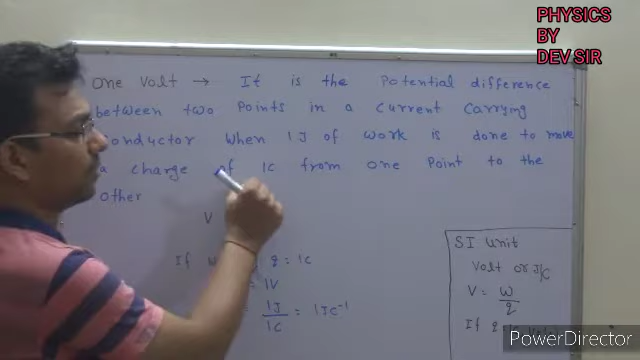 PHYSICS
BY
DEV SIR
One Volt → It is the Potential difference
between two Points in a current carrying
conductor when 1J of work is done to move
a charge of 1C from one Point to the
other
V
If W q = 1C
= 1V
= 1J/1C = 1JC⁻¹
SI Unit
Volt or J/C
V = W/q
If q
PowerDirector